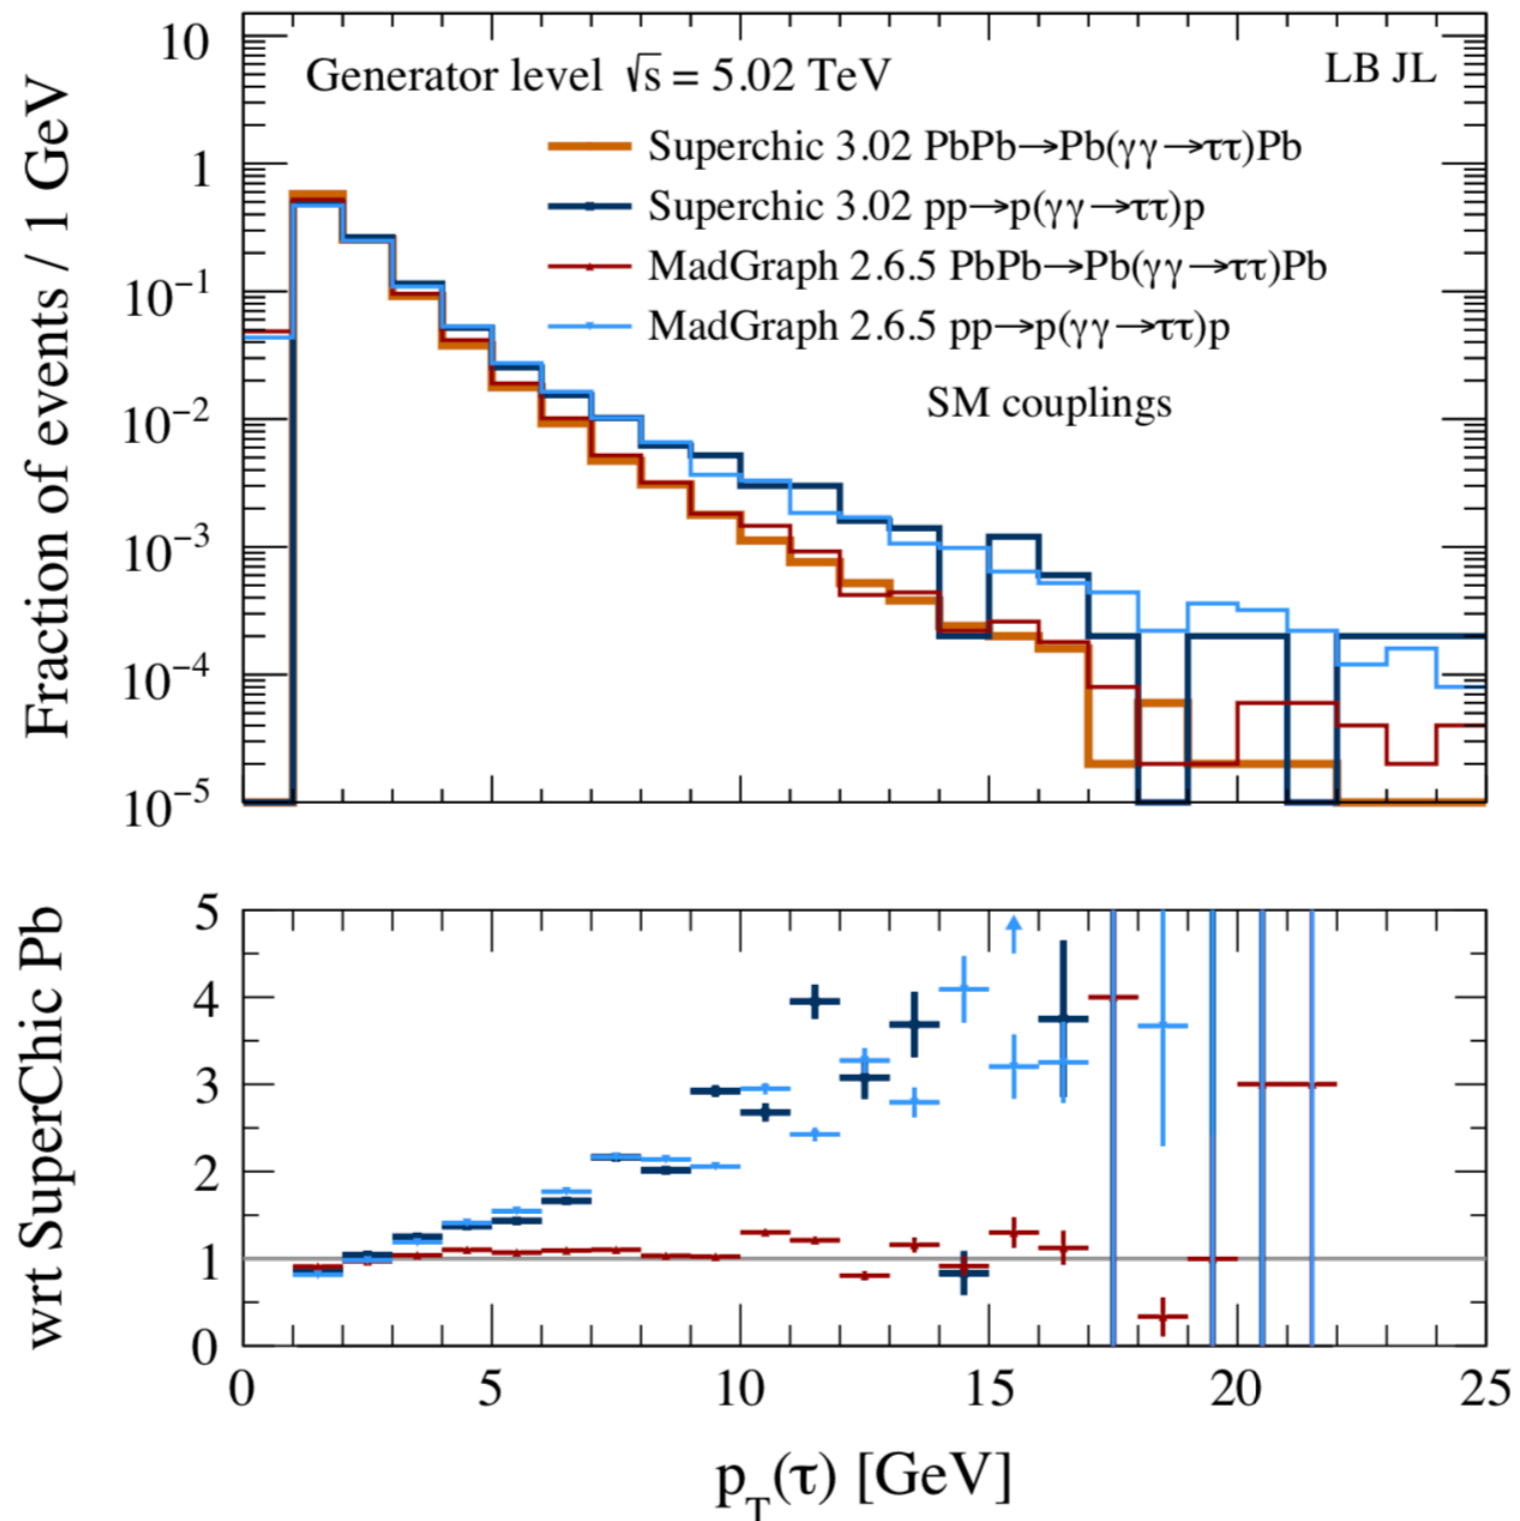 Generator level √s = 5.02 TeV
LB JL
Superchic 3.02 PbPb→Pb(γγ→ττ)Pb
Superchic 3.02 pp→p(γγ→ττ)p
MadGraph 2.6.5 PbPb→Pb(γγ→ττ)Pb
MadGraph 2.6.5 pp→p(γγ→ττ)p
SM couplings
Fraction of events / 1 GeV
10
1
10⁻¹
10⁻²
10⁻³
10⁻⁴
10⁻⁵
wrt SuperChic Pb
5
4
3
2
1
0
0 5 10 15 20 25
p_T(τ) [GeV]